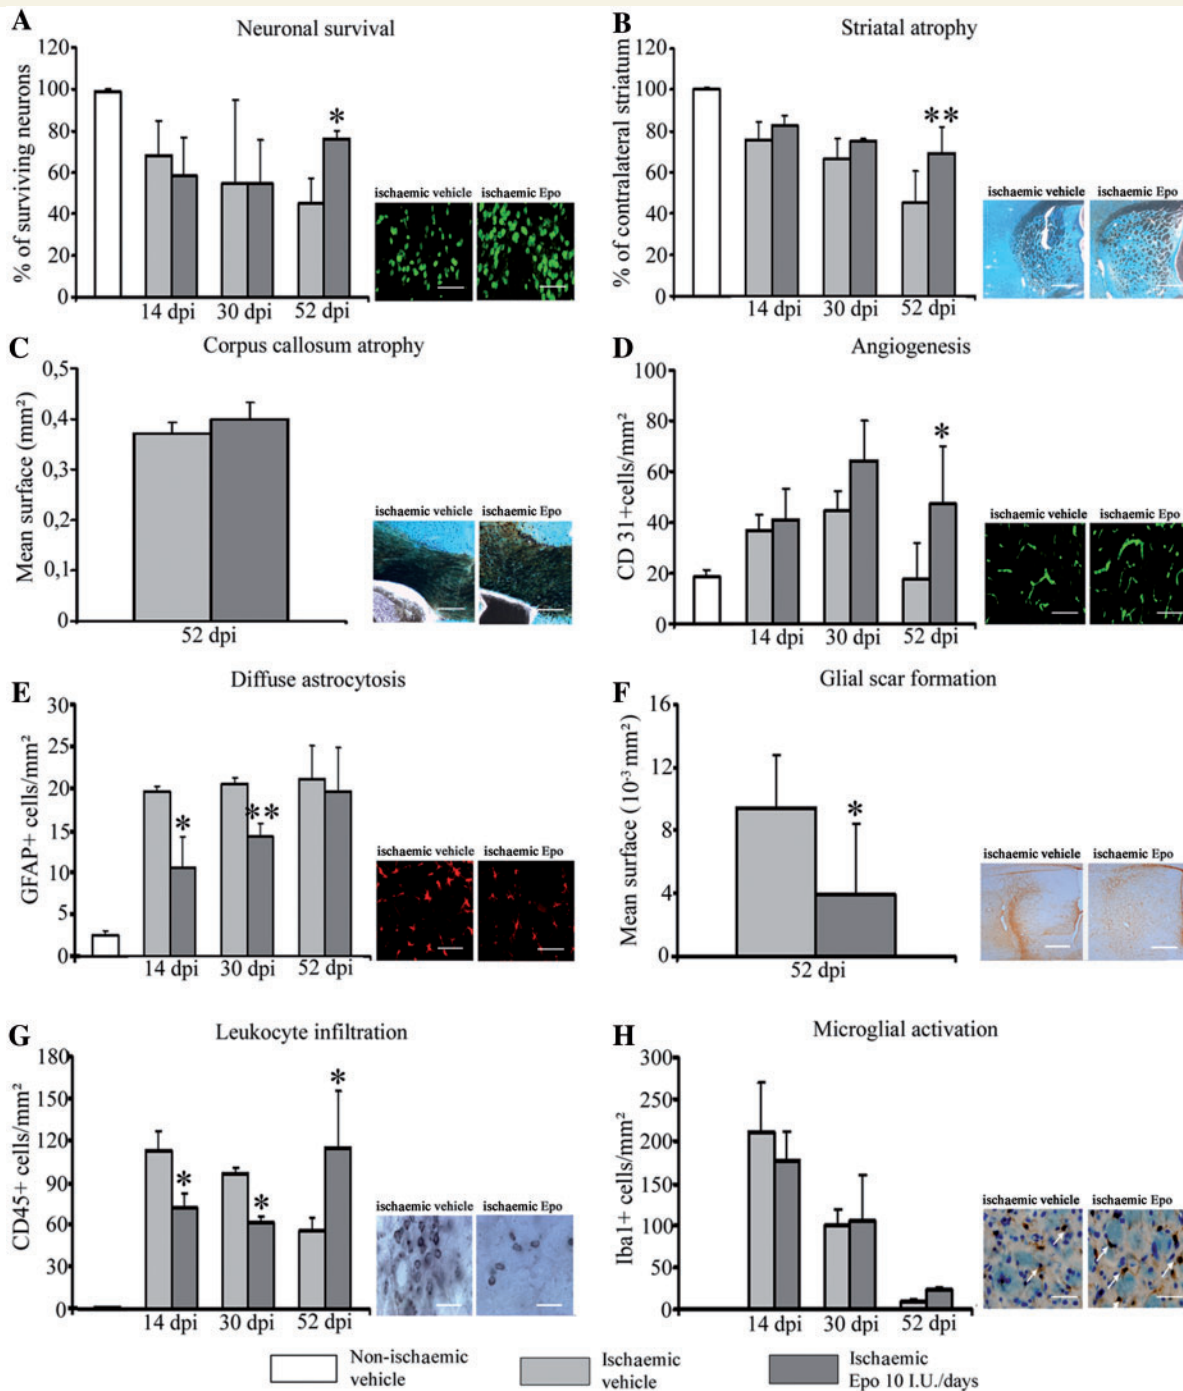 A
Neuronal survival
% of surviving neurons
120
100
80
60
40
20
0
*
14 dpi 30 dpi 52 dpi
ischaemic vehicle ischaemic Epo
B
Striatal atrophy
% of contralateral striatum
120
100
80
60
40
20
0
**
14 dpi 30 dpi 52 dpi
ischaemic vehicle ischaemic Epo
C
Corpus callosum atrophy
Mean surface (mm²)
0,5
0,4
0,3
0,2
0,1
0
52 dpi
ischaemic vehicle ischaemic Epo
D
Angiogenesis
CD 31+cells/mm²
100
80
60
40
20
0
*
14 dpi 30 dpi 52 dpi
ischaemic vehicle ischaemic Epo
E
Diffuse astrocytosis
GFAP+ cells/mm²
30
25
20
15
10
5
0
* **
14 dpi 30 dpi 52 dpi
ischaemic vehicle ischaemic Epo
F
Glial scar formation
Mean surface (10⁻³ mm²)
16
12
8
4
0
*
52 dpi
ischaemic vehicle ischaemic Epo
G
Leukocyte infiltration
CD45+ cells/mm²
180
150
120
90
60
30
0
* * *
14 dpi 30 dpi 52 dpi
ischaemic vehicle ischaemic Epo
H
Microglial activation
Iba1+ cells/mm²
300
250
200
150
100
50
0
14 dpi 30 dpi 52 dpi
ischaemic vehicle ischaemic Epo
Non-ischaemic
vehicle
Ischaemic
vehicle
Ischaemic
Epo 10 I.U./days